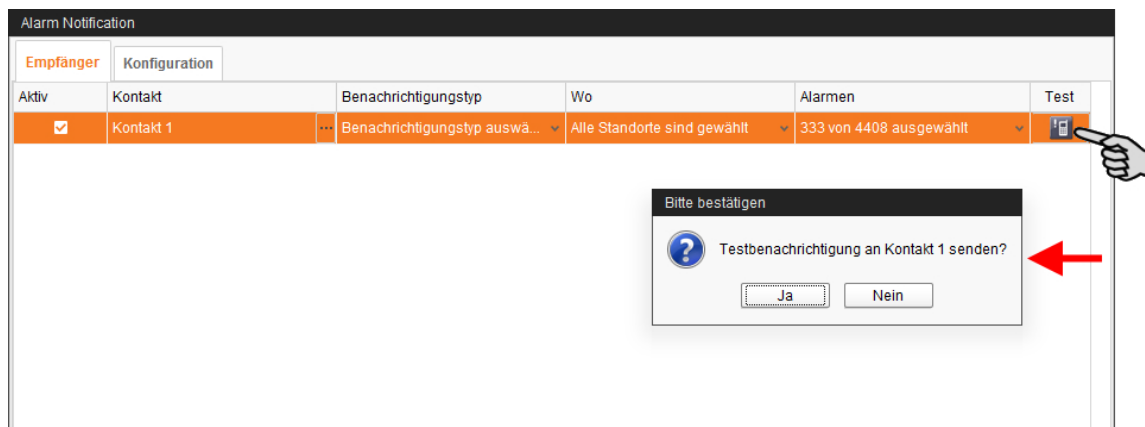 Alarm Notification
Empfänger Konfiguration
Aktiv Kontakt Benachrichtigungstyp Wo Alarmen Test
Kontakt 1 ... Benachrichtigungstyp auswä... Alle Standorte sind gewählt 333 von 4408 ausgewählt
Bitte bestätigen
Testbenachrichtigung an Kontakt 1 senden?
Ja Nein